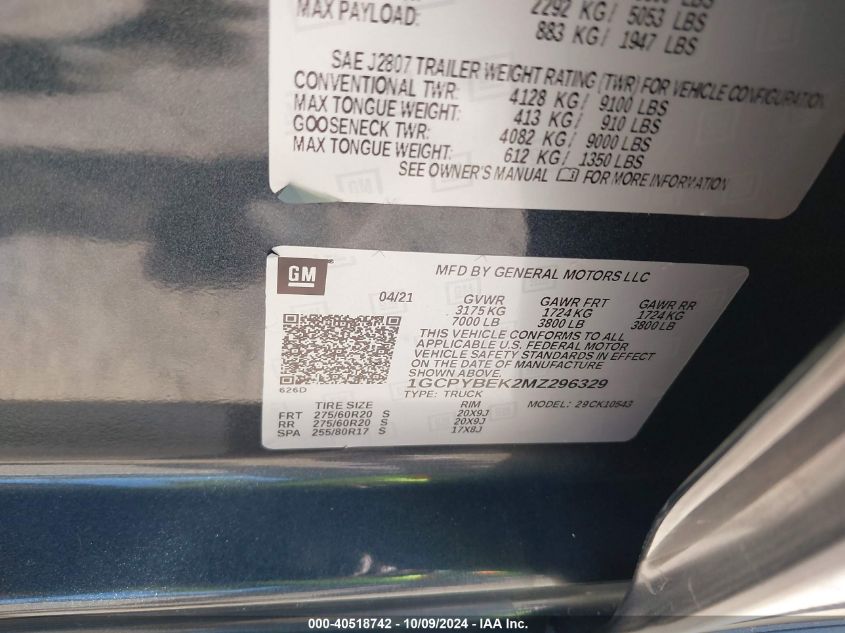 2292 KG/ 5053 LBS
MAX PAYLOAD: 883 KG/ 1947 LBS
SAE J2807 TRAILER WEIGHT RATING (TWR) FOR VEHICLE CONFIGURATION
CONVENTIONAL TWR: 4128 KG/ 9100 LBS
MAX TONGUE WEIGHT: 413 KG/ 910 LBS
GOOSENECK TWR: 4082 KG/ 9000 LBS
MAX TONGUE WEIGHT: 612 KG/ 1350 LBS
SEE OWNER'S MANUAL FOR MORE INFORMATION
GM
MFD BY GENERAL MOTORS LLC
04/21 GVWR GAWR FRT GAWR RR
3175 KG 1724 KG 1724 KG
7000 LB 3800 LB 3800 LB
THIS VEHICLE CONFORMS TO ALL
APPLICABLE U.S. FEDERAL MOTOR
VEHICLE SAFETY STANDARDS IN EFFECT
ON THE DATE OF MANUFACTURE
SHOWN ABOVE.
626D
1GCPYBEK2MZ296329
TYPE: TRUCK MODEL: 29CK10543
TIRE SIZE RIM
FRT 275/60R20 S 20X9J
RR 275/60R20 S 20X9J
SPA 255/80R17 S 17X8J
000-40518742 - 10/09/2024 - © IAA Holdings, LLC.